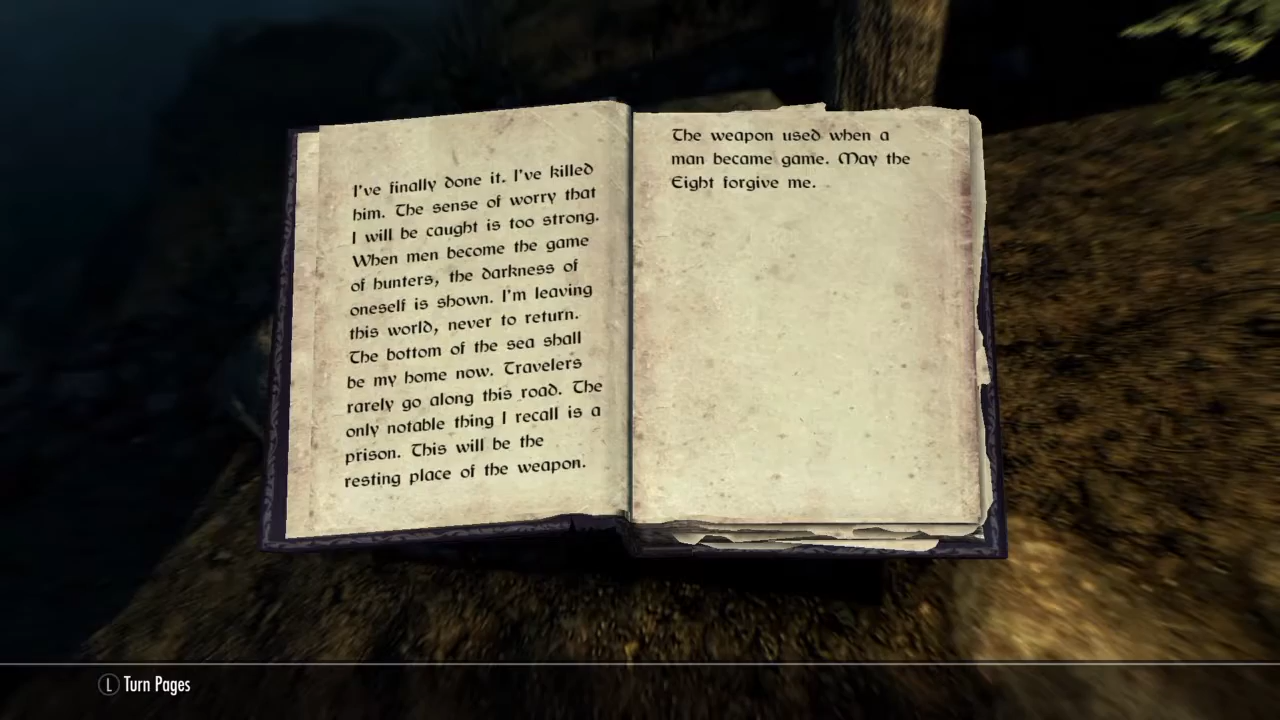 I've finally done it. I've killed
him. The sense of worry that
I will be caught is too strong.
When men become the game
of hunters, the darkness of
oneself is shown. I'm leaving
this world, never to return.
The bottom of the sea shall
be my home now. Travelers
rarely go along this road. The
only notable thing I recall is a
prison. This will be the
resting place of the weapon.
The weapon used when a
man became game. May the
Eight forgive me.
L Turn Pages